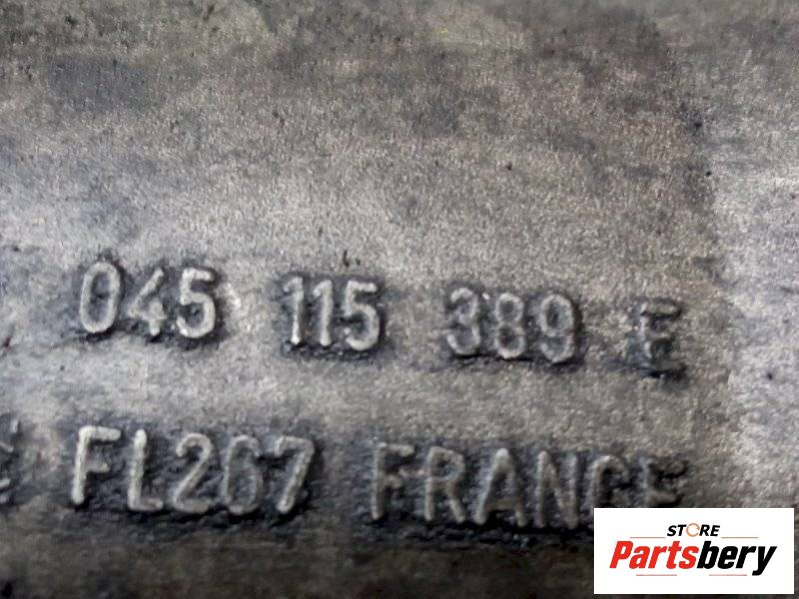 045 115 389 E
FL267 FRANCE
STORE
Partsbery